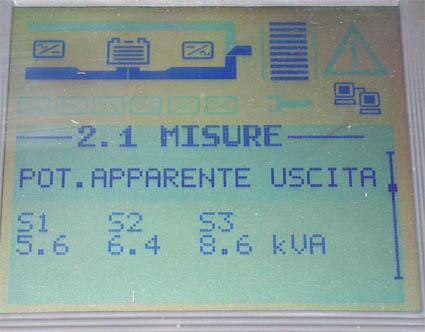 2.1 MISURE
POT.APPARENTE USCITA
S1 S2 S3
5.6 6.4 8.6 kVA